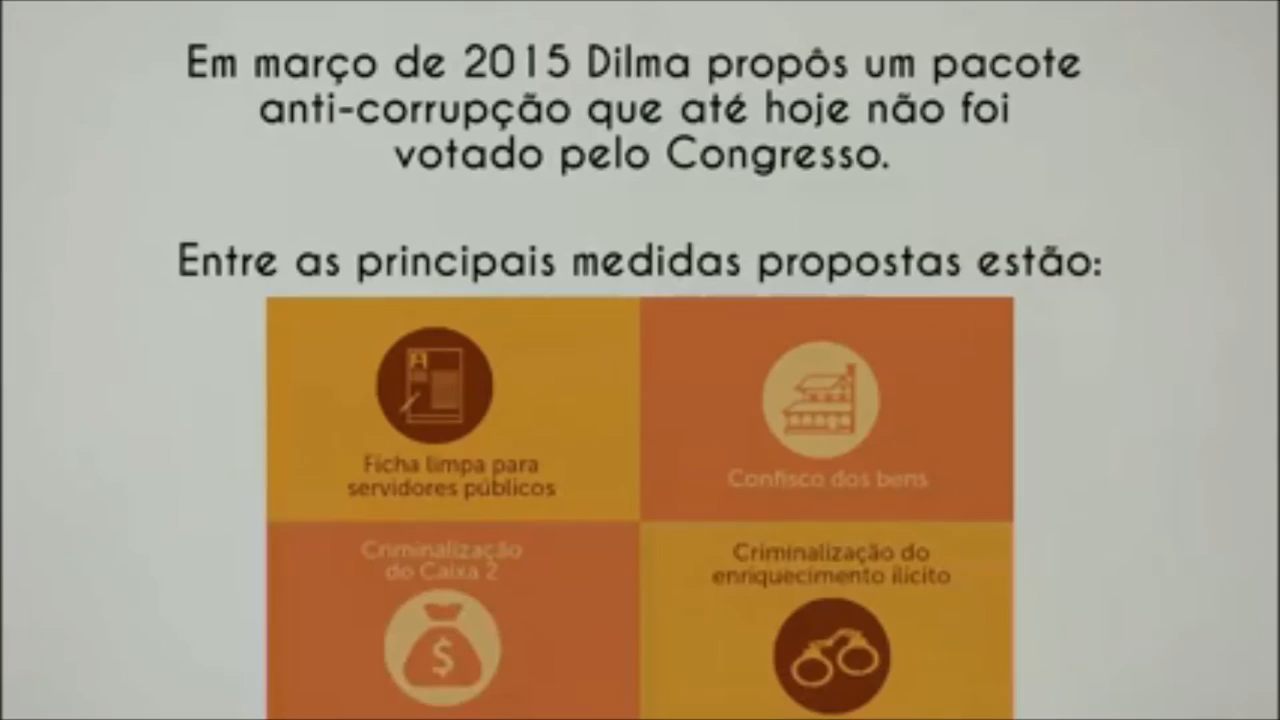 Em março de 2015 Dilma propôs um pacote
anti-corrupção que até hoje não foi
votado pelo Congresso.
Entre as principais medidas propostas estão:
Ficha limpa para
servidores públicos
Confisco dos bens
Criminalização
do Caixa 2
$
Criminalização do
enriquecimento ilícito